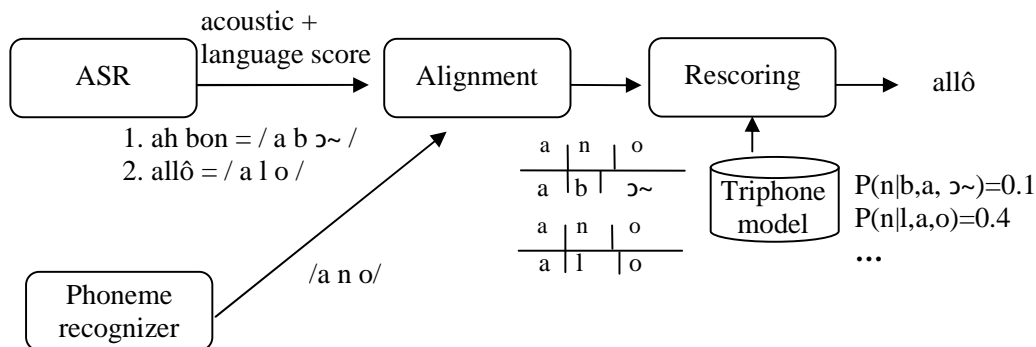 acoustic +
language score
ASR
Alignment
Rescoring
allô
1. ah bon = / a b ɔ~ /
2. allô = / a l o /
a n o
a b ɔ~
a n o
a l o
Triphone
model
P(n|b,a, ɔ~)=0.1
P(n|l,a,o)=0.4
...
/a n o/
Phoneme
recognizer